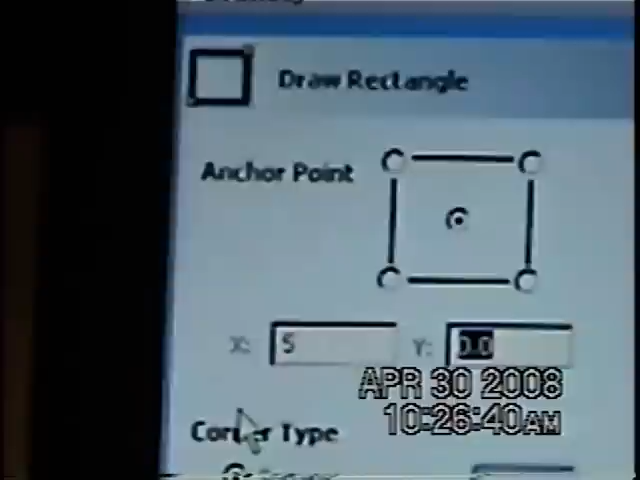 Draw Rectangle
Anchor Point
X: 5 Y: 0.0
APR 30 2008
10:26:40AM
Corner Type